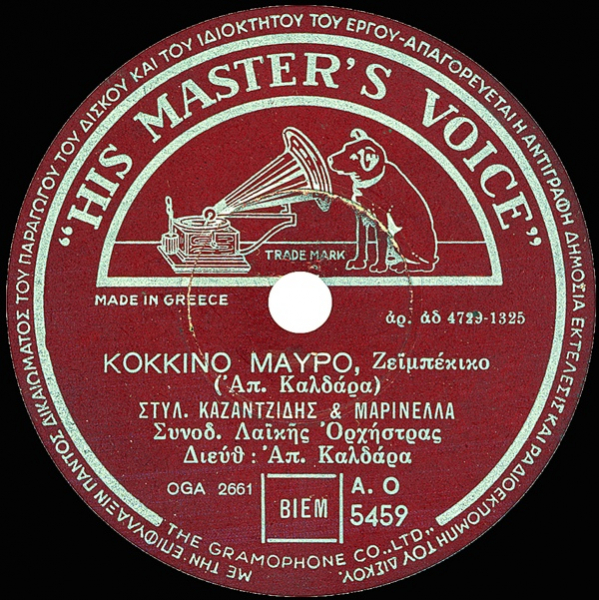 ΜΕ ΤΗΝ ΕΠΙΦΥΛΑΞΙΝ ΠΑΝΤΟΣ ΔΙΚΑΙΩΜΑΤΟΣ ΤΟΥ ΠΑΡΑΓΩΓΟΥ ΤΟΥ ΔΙΣΚΟΥ ΚΑΙ ΤΟΥ ΙΔΙΟΚΤΗΤΟΥ ΤΟΥ ΕΡΓΟΥ-ΑΠΑΓΟΡΕΥΕΤΑΙ Η ΑΝΤΙΓΡΑΦΗ ΔΗΜΟΣΙΑ ΕΚΤΕΛΕΣΙΣ ΚΑΙ ΡΑΔΙΟΕΚΠΟΜΠΗ ΤΟΥ ΔΙΣΚΟΥ.
"HIS MASTER'S VOICE"
TRADE MARK
MADE IN GREECE
ἀρ. ἀδ 4729-1325
ΚΟΚΚΙΝΟ ΜΑΥΡΟ, Ζεϊμπέκικο
(Ἀπ. Καλδάρα)
ΣΤΥΛ. ΚΑΖΑΝΤΖΙΔΗΣ & ΜΑΡΙΝΕΛΛΑ
Συνοδ. Λαϊκῆς Ὀρχήστρας
Διεύθ: Ἀπ. Καλδάρα
OGA 2661
BIEM
A. O
5459
THE GRAMOPHONE CO., LTD.